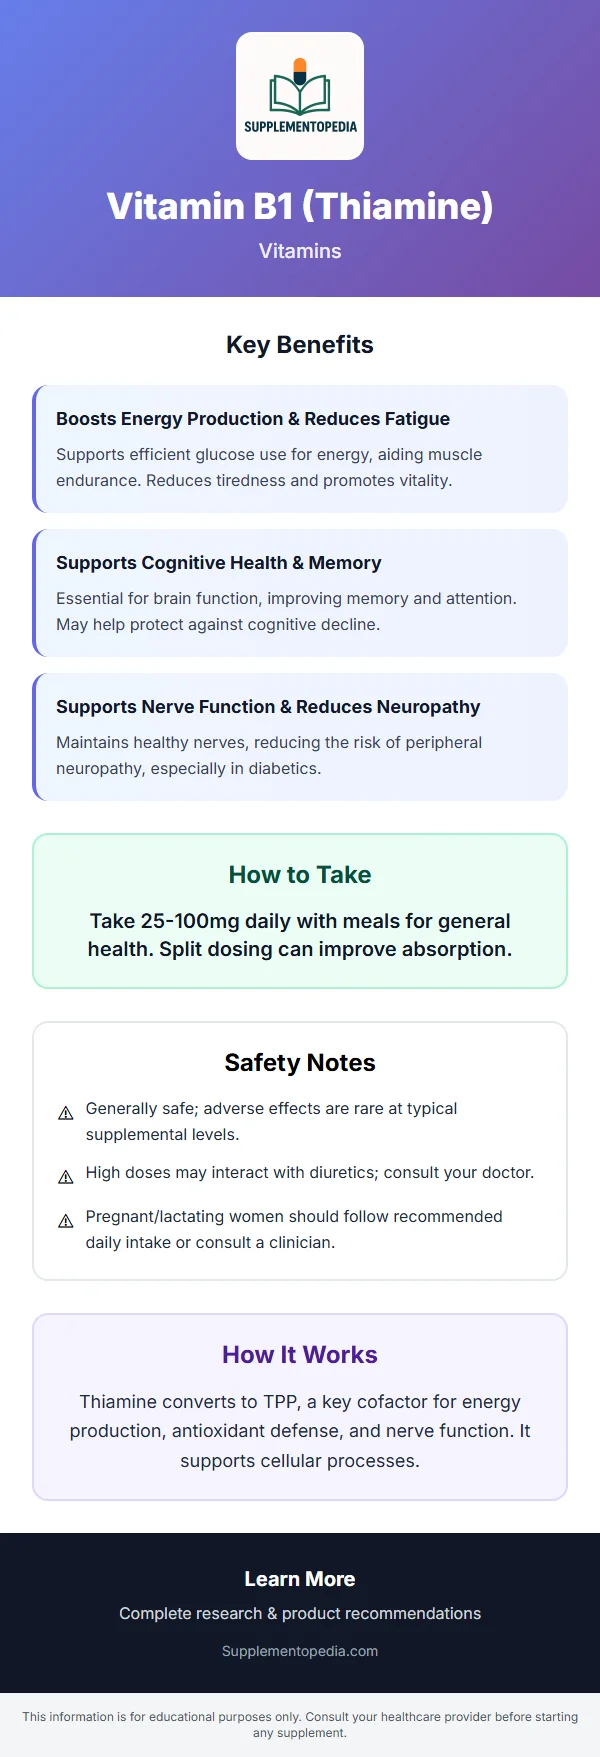 SUPPLEMENTOPEDIA
Vitamin B1 (Thiamine)
Vitamins
Key Benefits
Boosts Energy Production & Reduces Fatigue
Supports efficient glucose use for energy, aiding muscle
endurance. Reduces tiredness and promotes vitality.
Supports Cognitive Health & Memory
Essential for brain function, improving memory and attention.
May help protect against cognitive decline.
Supports Nerve Function & Reduces Neuropathy
Maintains healthy nerves, reducing the risk of peripheral
neuropathy, especially in diabetics.
How to Take
Take 25-100mg daily with meals for general
health. Split dosing can improve absorption.
Safety Notes
⚠ Generally safe; adverse effects are rare at typical
supplemental levels.
⚠ High doses may interact with diuretics; consult your doctor.
⚠ Pregnant/lactating women should follow recommended
daily intake or consult a clinician.
How It Works
Thiamine converts to TPP, a key cofactor for energy
production, antioxidant defense, and nerve function. It
supports cellular processes.
Learn More
Complete research & product recommendations
Supplementopedia.com
This information is for educational purposes only. Consult your healthcare provider before starting
any supplement.